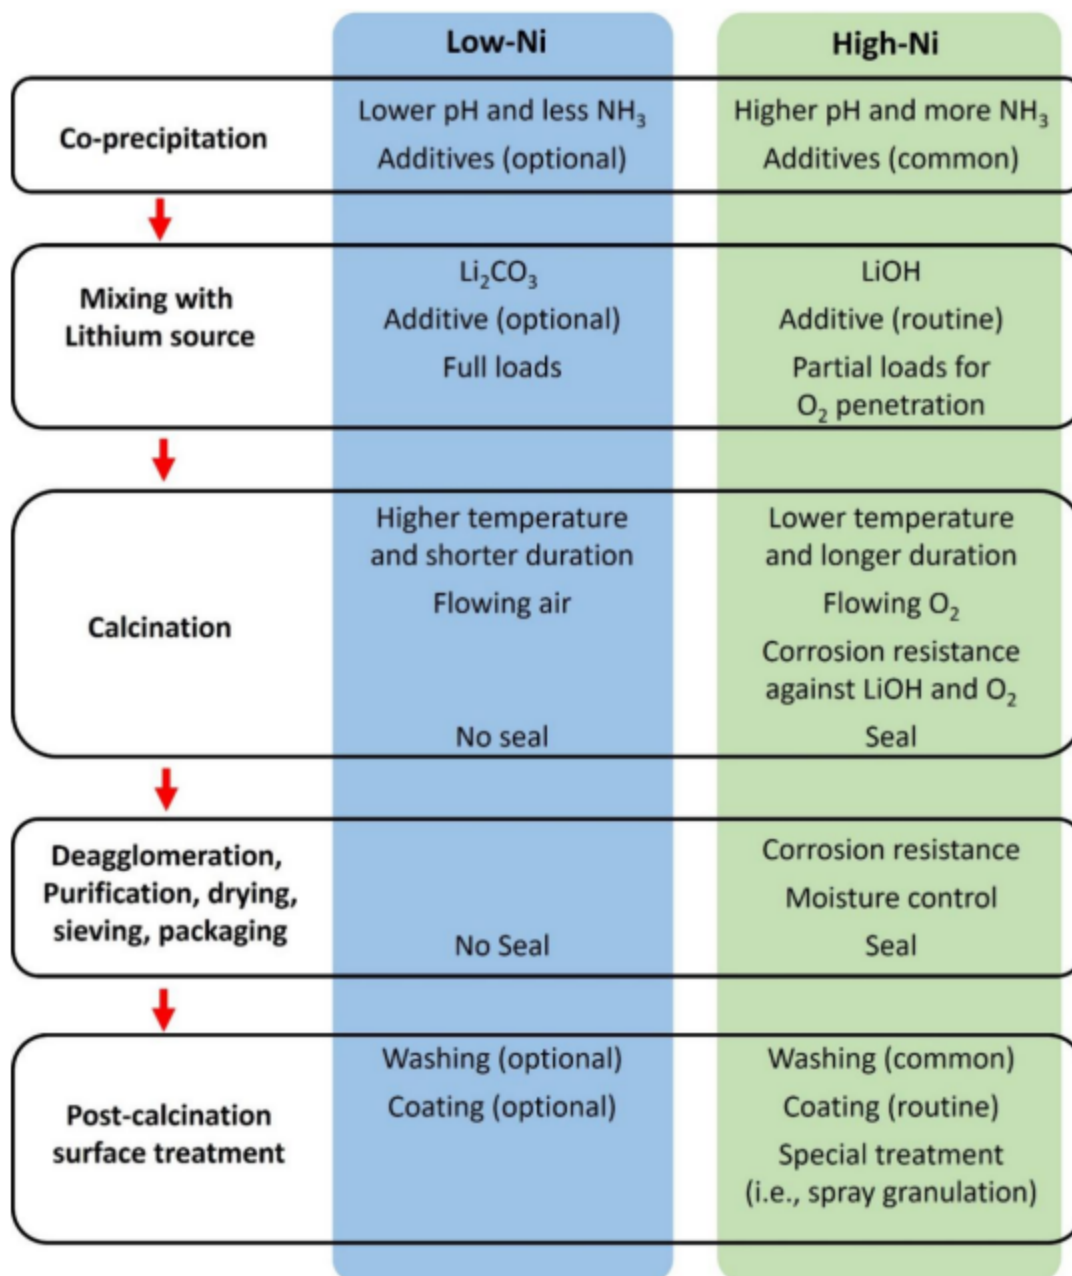 Low-Ni
High-Ni
Co-precipitation
Lower pH and less NH₃
Additives (optional)
Higher pH and more NH₃
Additives (common)
Mixing with
Lithium source
Li₂CO₃
Additive (optional)
Full loads
LiOH
Additive (routine)
Partial loads for
O₂ penetration
Calcination
Higher temperature
and shorter duration
Flowing air
No seal
Lower temperature
and longer duration
Flowing O₂
Corrosion resistance
against LiOH and O₂
Seal
Deagglomeration,
Purification, drying,
sieving, packaging
No Seal
Corrosion resistance
Moisture control
Seal
Post-calcination
surface treatment
Washing (optional)
Coating (optional)
Washing (common)
Coating (routine)
Special treatment
(i.e., spray granulation)